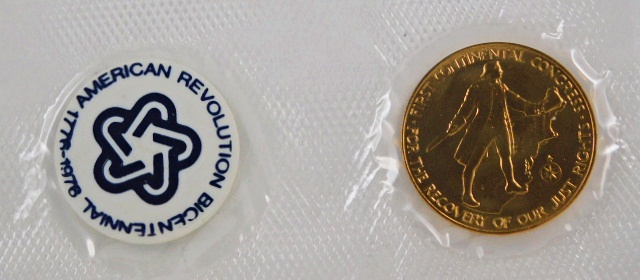 AMERICAN REVOLUTION BICENTENNIAL 1776-1976
FIRST CONTINENTAL CONGRESS
FOR THE RECOVERY OF OUR JUST RIGHTS